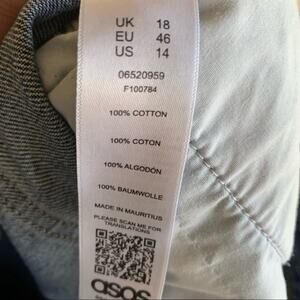 UK 18
EU 46
US 14
06520959
F100784
100% COTTON
100% COTON
100% ALGODÓN
100% BAUMWOLLE
MADE IN MAURITIUS
PLEASE SCAN ME FOR
TRANSLATIONS
asos